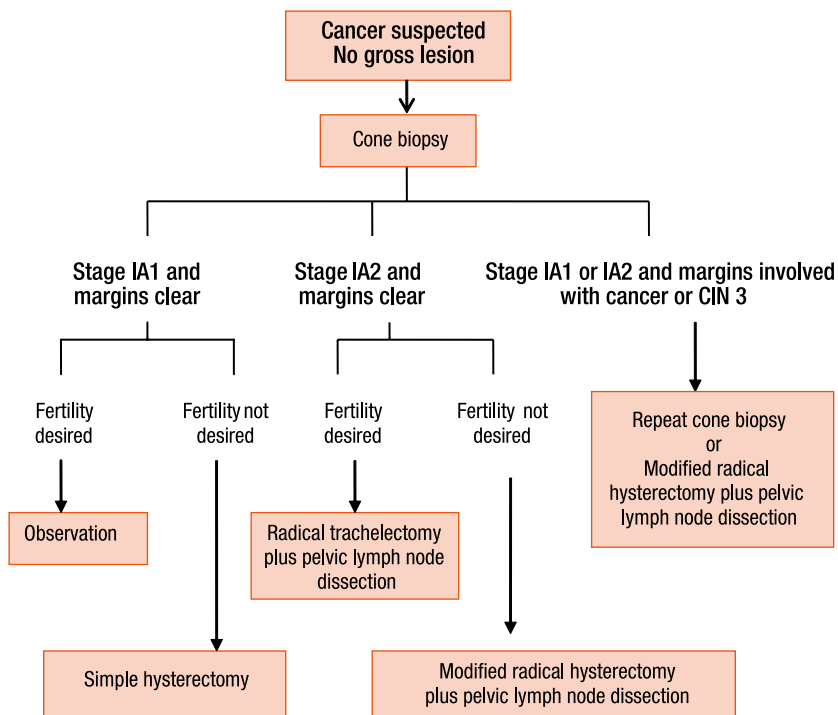 Cancer suspected
No gross lesion
Cone biopsy
Stage IA1 and
margins clear
Stage IA2 and
margins clear
Stage IA1 or IA2 and margins involved
with cancer or CIN 3
Fertility
desired
Fertility not
desired
Fertility
desired
Fertility not
desired
Repeat cone biopsy
or
Modified radical
hysterectomy plus pelvic
lymph node dissection
Observation
Radical trachelectomy
plus pelvic lymph node
dissection
Simple hysterectomy
Modified radical hysterectomy
plus pelvic lymph node dissection